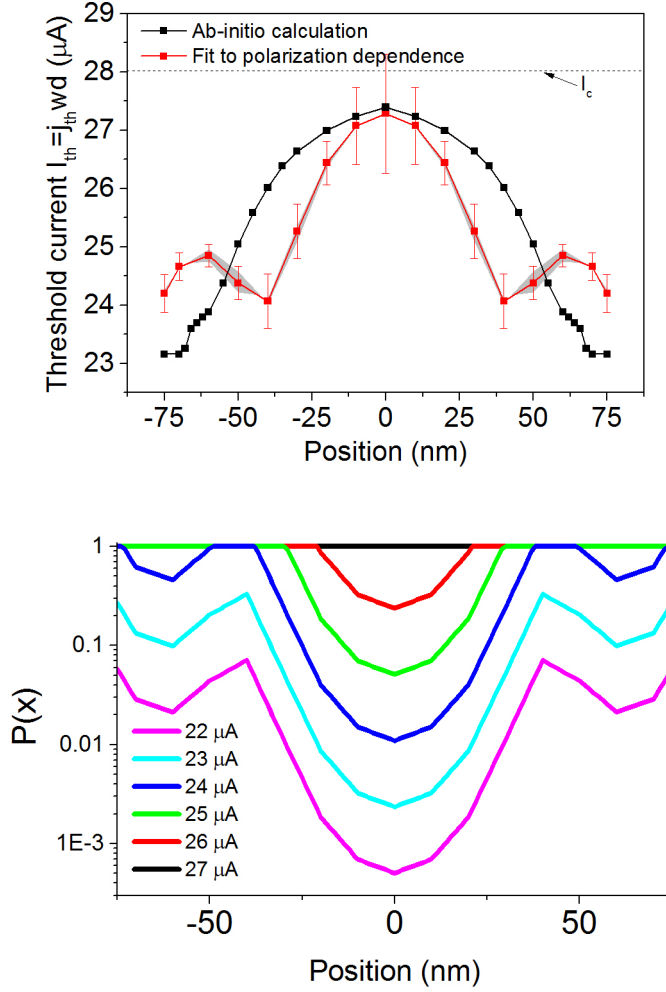 29
28
27
26
25
24
23
Threshold current I_th=j_th wd (μA)
Ab-initio calculation
Fit to polarization dependence
I_c
-75 -50 -25 0 25 50 75
Position (nm)
1
0.1
0.01
1E-3
P(x)
22 μA
23 μA
24 μA
25 μA
26 μA
27 μA
-50 0 50
Position (nm)